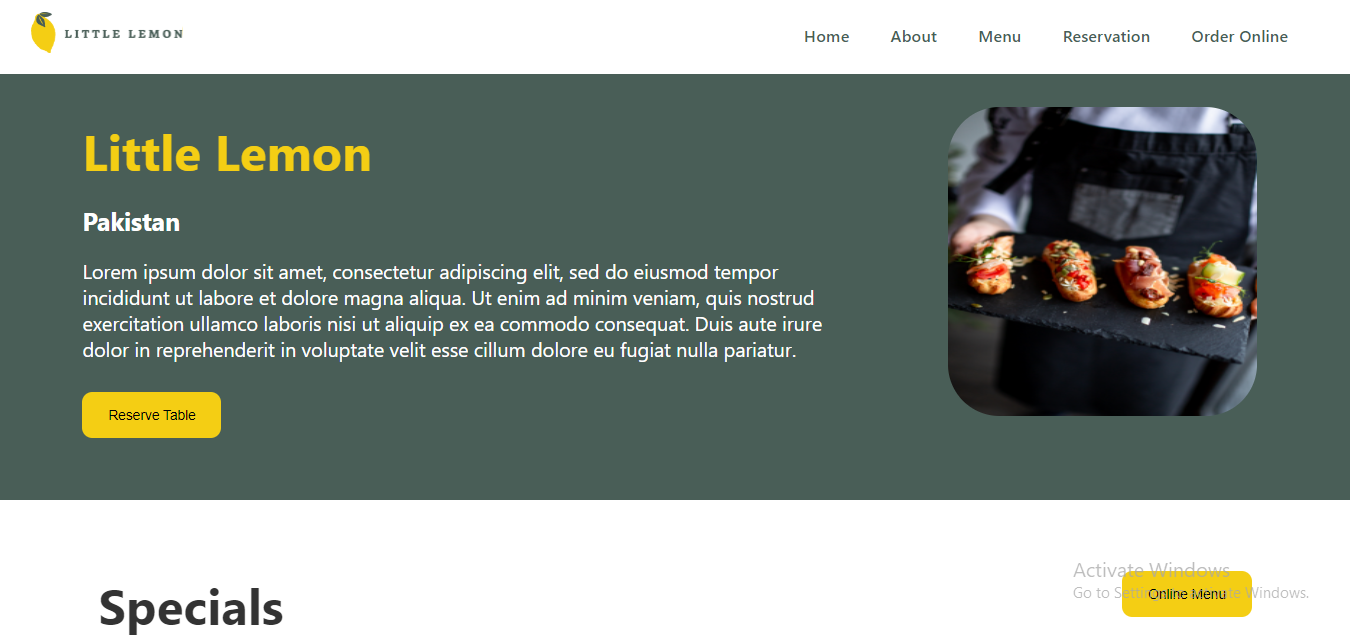 LITTLE LEMON
Home About Menu Reservation Order Online
Little Lemon
Pakistan
Lorem ipsum dolor sit amet, consectetur adipiscing elit, sed do eiusmod tempor
incididunt ut labore et dolore magna aliqua. Ut enim ad minim veniam, quis nostrud
exercitation ullamco laboris nisi ut aliquip ex ea commodo consequat. Duis aute irure
dolor in reprehenderit in voluptate velit esse cillum dolore eu fugiat nulla pariatur.
Reserve Table
Specials
Online Menu
Activate Windows
Go to Settings to activate Windows.